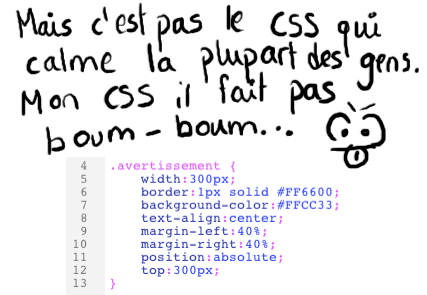 Mais c'est pas le CSS qui
calme la plupart des gens.
Mon CSS il fait pas
boum-boum...
4 .avertissement {
5 width:300px;
6 border:1px solid #FF6600;
7 background-color:#FFCC33;
8 text-align:center;
9 margin-left:40%;
10 margin-right:40%;
11 position:absolute;
12 top:300px;
13 }